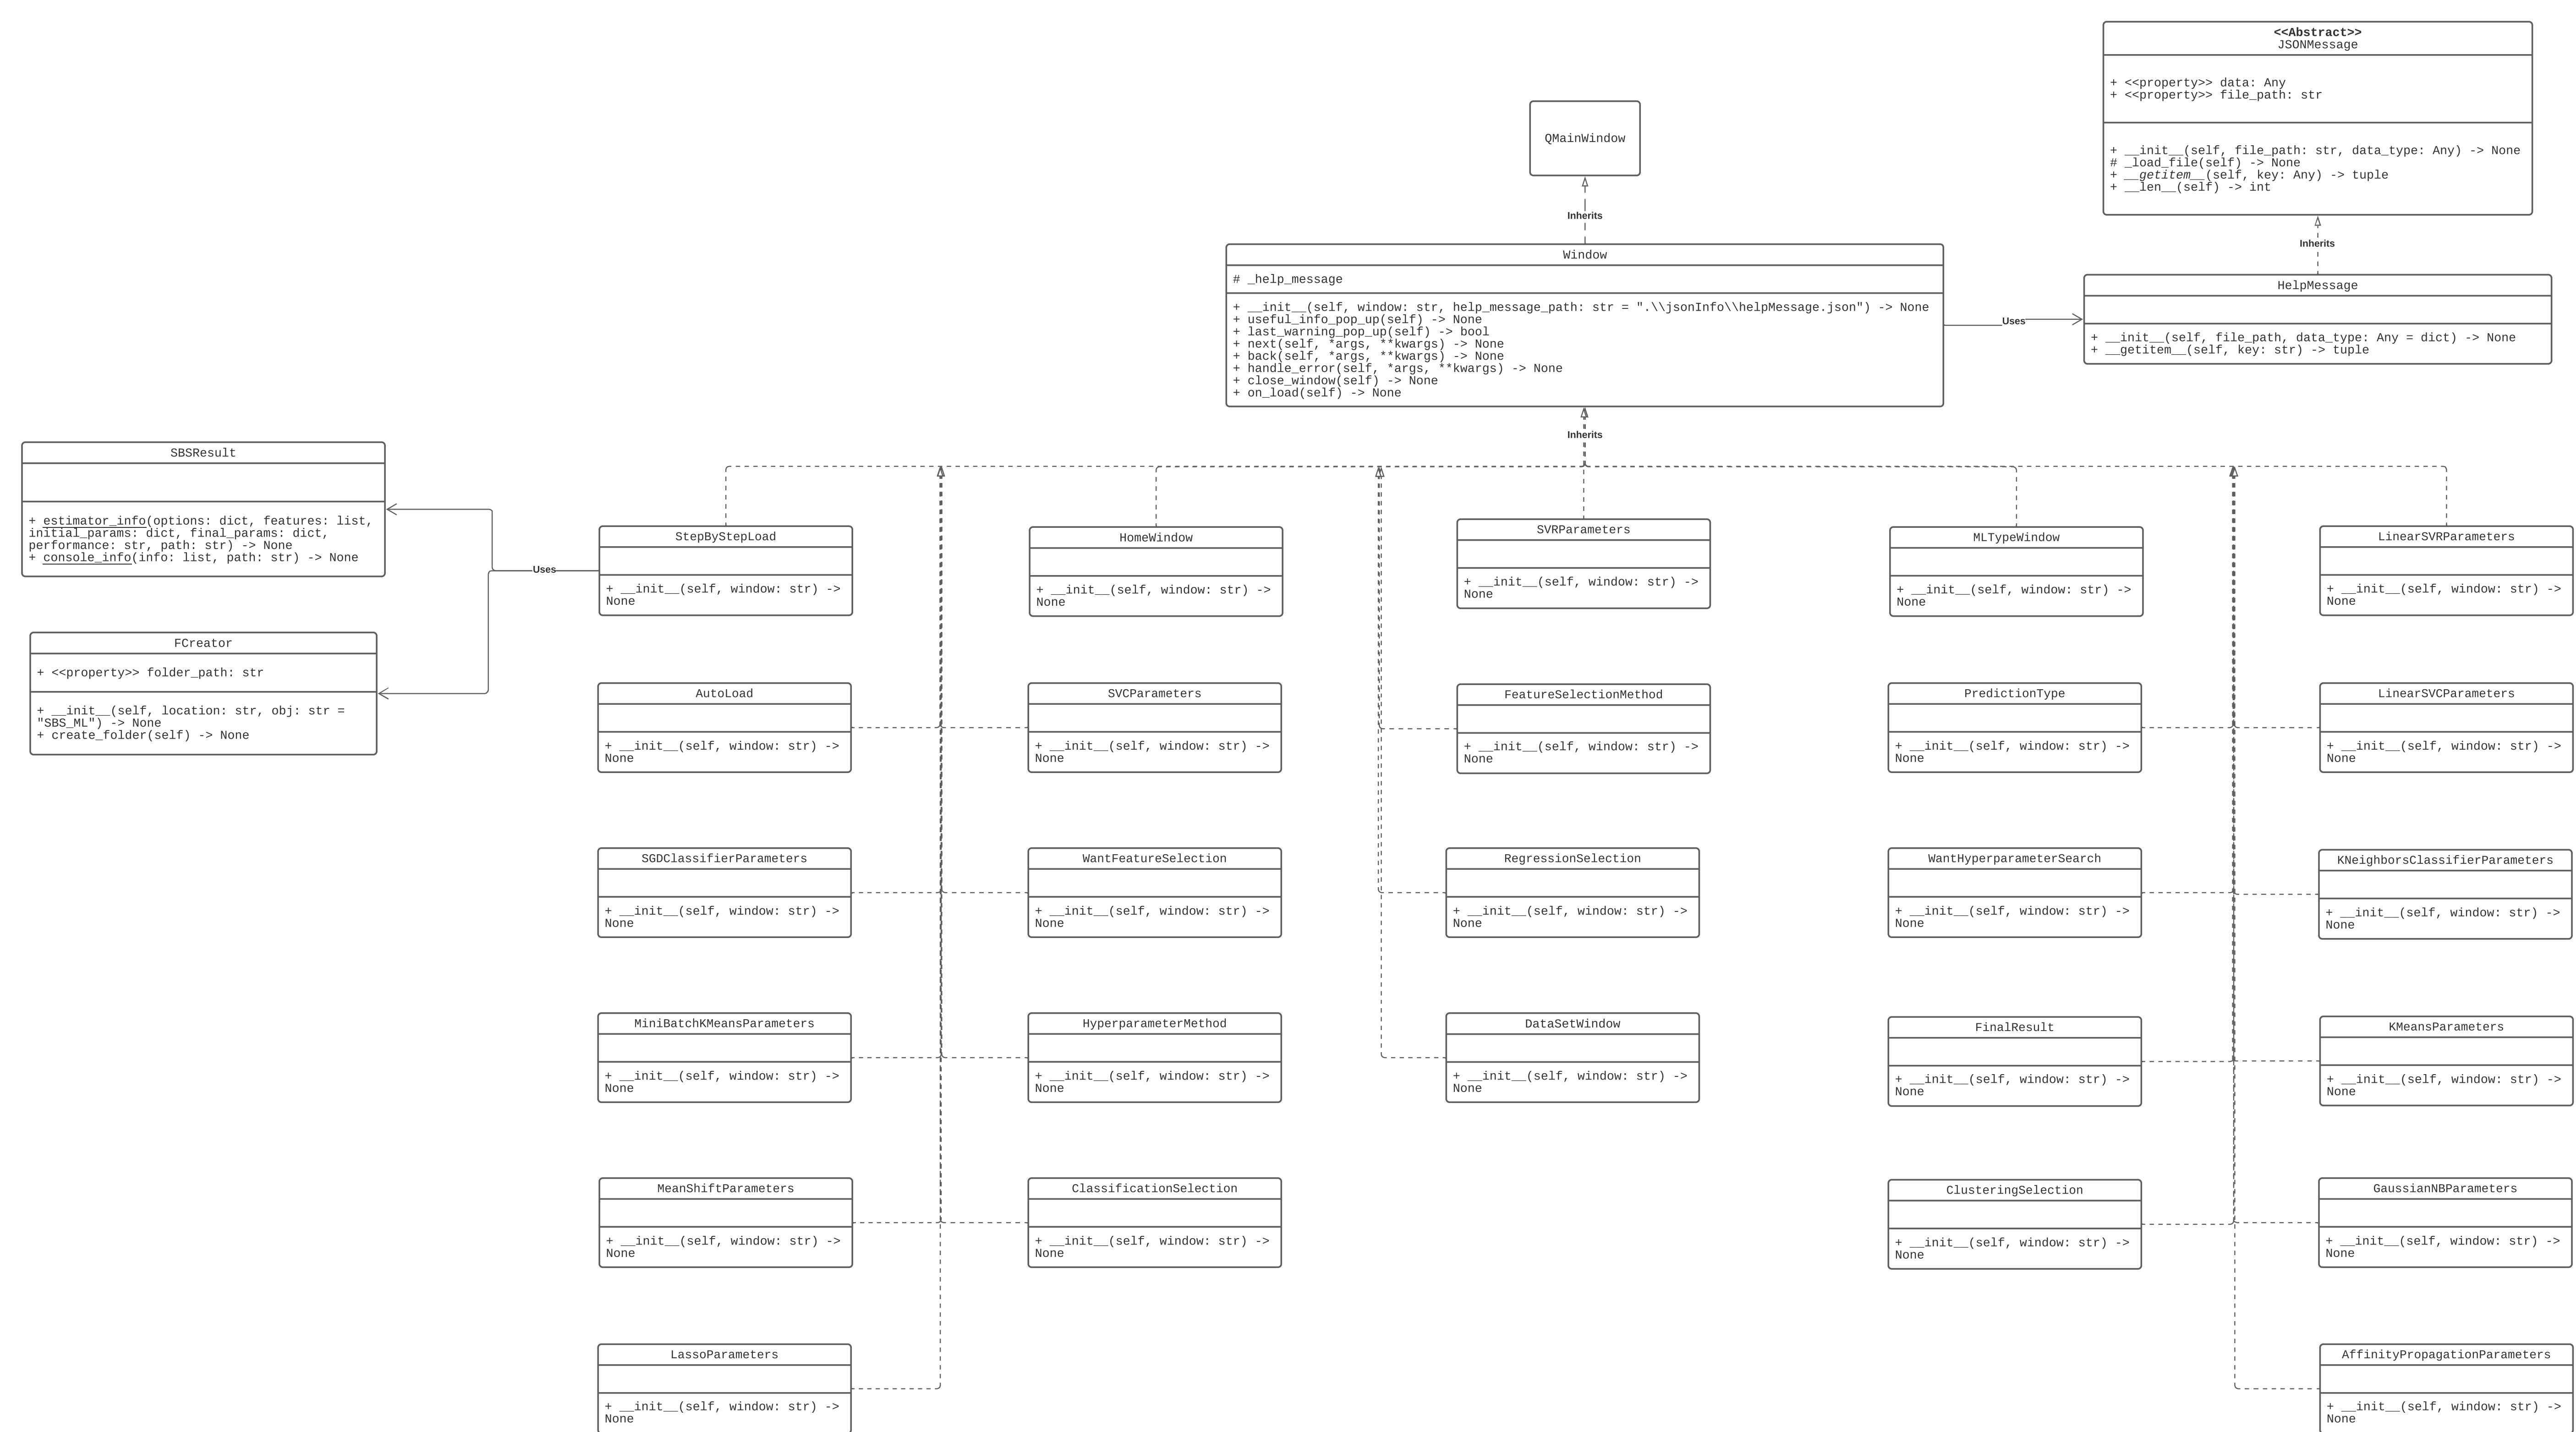 <<Abstract>>
JSONMessage
+ <<property>> data: Any
+ <<property>> file_path: str
+ __init__(self, file_path: str, data_type: Any) -> None
# _load_file(self) -> None
+ __getitem__(self, key: Any) -> tuple
+ __len__(self) -> int
QMainWindow
Inherits
Inherits
Window
# _help_message
+ __init__(self, window: str, help_message_path: str = ".\\jsonInfo\\helpMessage.json") -> None
+ useful_info_pop_up(self) -> None
+ last_warning_pop_up(self) -> bool
+ next(self, *args, **kwargs) -> None
+ back(self, *args, **kwargs) -> None
+ handle_error(self, *args, **kwargs) -> None
+ close_window(self) -> None
+ on_load(self) -> None
Uses
HelpMessage
+ __init__(self, file_path, data_type: Any = dict) -> None
+ __getitem__(self, key: str) -> tuple
Inherits
SBSResult
+ estimator_info(options: dict, features: list,
initial_params: dict, final_params: dict,
performance: str, path: str) -> None
+ console_info(info: list, path: str) -> None
Uses
FCreator
+ <<property>> folder_path: str
+ __init__(self, location: str, obj: str =
"SBS_ML") -> None
+ create_folder(self) -> None
StepByStepLoad
+ __init__(self, window: str) ->
None
HomeWindow
+ __init__(self, window: str) ->
None
SVRParameters
+ __init__(self, window: str) ->
None
MLTypeWindow
+ __init__(self, window: str) ->
None
LinearSVRParameters
+ __init__(self, window: str) ->
None
AutoLoad
+ __init__(self, window: str) ->
None
SVCParameters
+ __init__(self, window: str) ->
None
FeatureSelectionMethod
+ __init__(self, window: str) ->
None
PredictionType
+ __init__(self, window: str) ->
None
LinearSVCParameters
+ __init__(self, window: str) ->
None
SGDClassifierParameters
+ __init__(self, window: str) ->
None
WantFeatureSelection
+ __init__(self, window: str) ->
None
RegressionSelection
+ __init__(self, window: str) ->
None
WantHyperparameterSearch
+ __init__(self, window: str) ->
None
KNeighborsClassifierParameters
+ __init__(self, window: str) ->
None
MiniBatchKMeansParameters
+ __init__(self, window: str) ->
None
HyperparameterMethod
+ __init__(self, window: str) ->
None
DataSetWindow
+ __init__(self, window: str) ->
None
FinalResult
+ __init__(self, window: str) ->
None
KMeansParameters
+ __init__(self, window: str) ->
None
MeanShiftParameters
+ __init__(self, window: str) ->
None
ClassificationSelection
+ __init__(self, window: str) ->
None
ClusteringSelection
+ __init__(self, window: str) ->
None
GaussianNBParameters
+ __init__(self, window: str) ->
None
LassoParameters
+ __init__(self, window: str) ->
None
AffinityPropagationParameters
+ __init__(self, window: str) ->
None